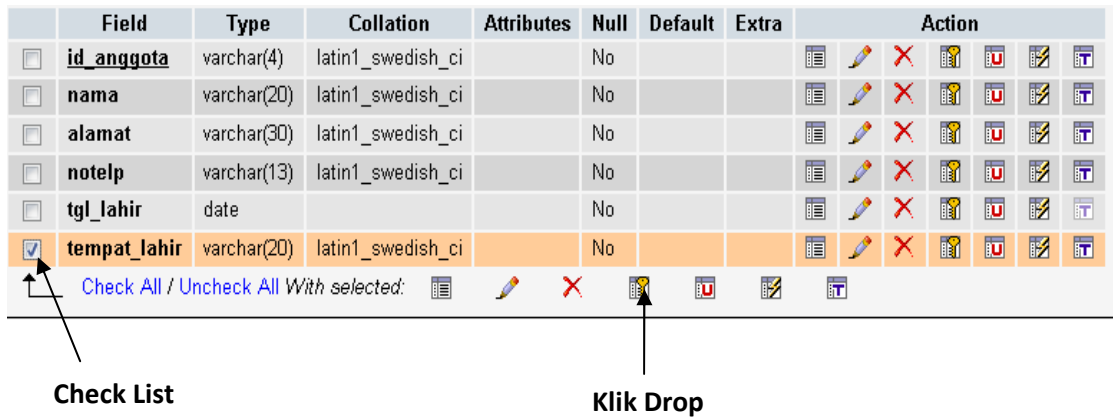 Field Type Collation Attributes Null Default Extra Action
id_anggota varchar(4) latin1_swedish_ci No
nama varchar(20) latin1_swedish_ci No
alamat varchar(30) latin1_swedish_ci No
notelp varchar(13) latin1_swedish_ci No
tgl_lahir date No
tempat_lahir varchar(20) latin1_swedish_ci No
Check All / Uncheck All With selected:
Check List
Klik Drop